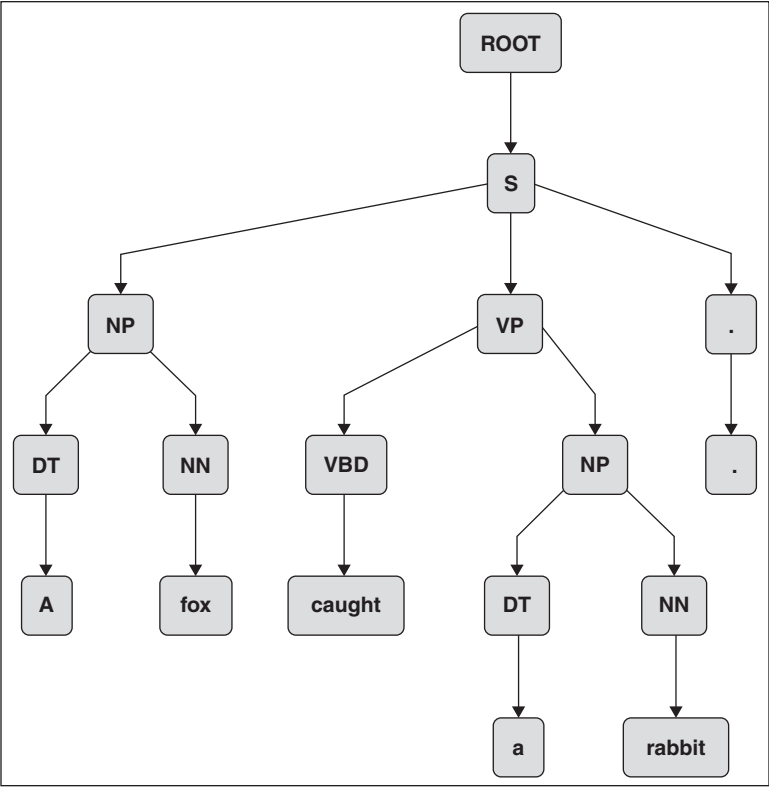 ROOT
S
NP VP .
DT NN VBD NP .
A fox caught DT NN
a rabbit